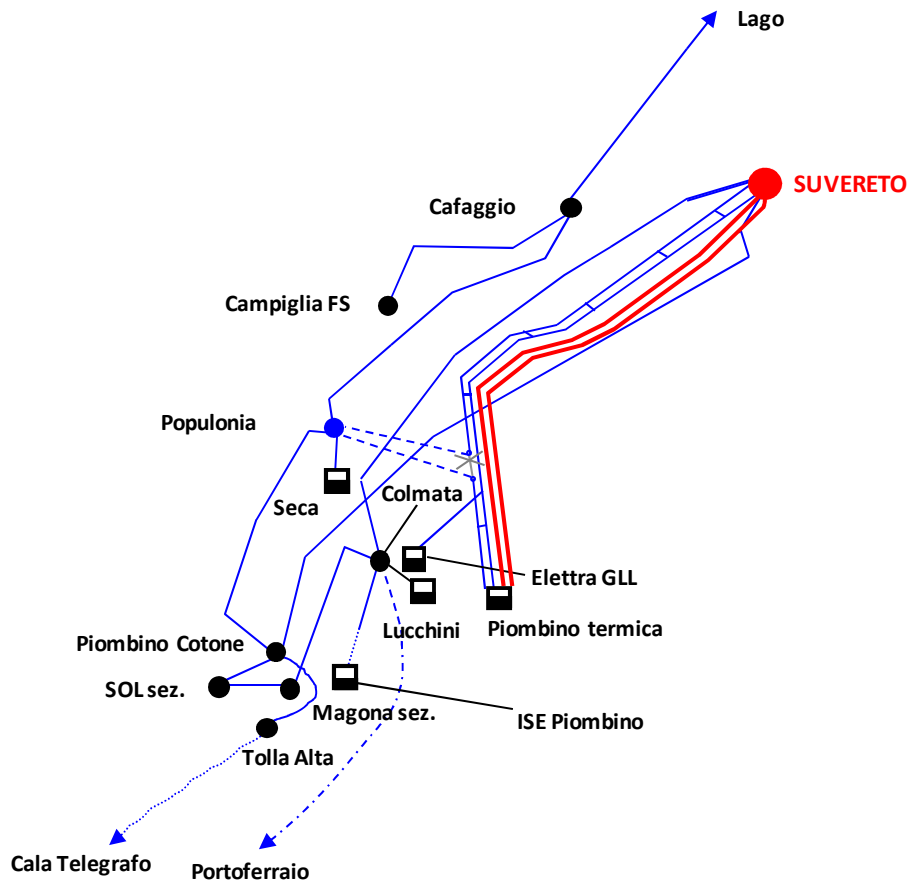 Lago
SUVERETO
Cafaggio
Campiglia FS
Populonia
Seca
Colmata
Elettra GLL
Lucchini
Piombino termica
Piombino Cotone
SOL sez.
Magona sez.
ISE Piombino
Tolla Alta
Cala Telegrafo
Portoferraio